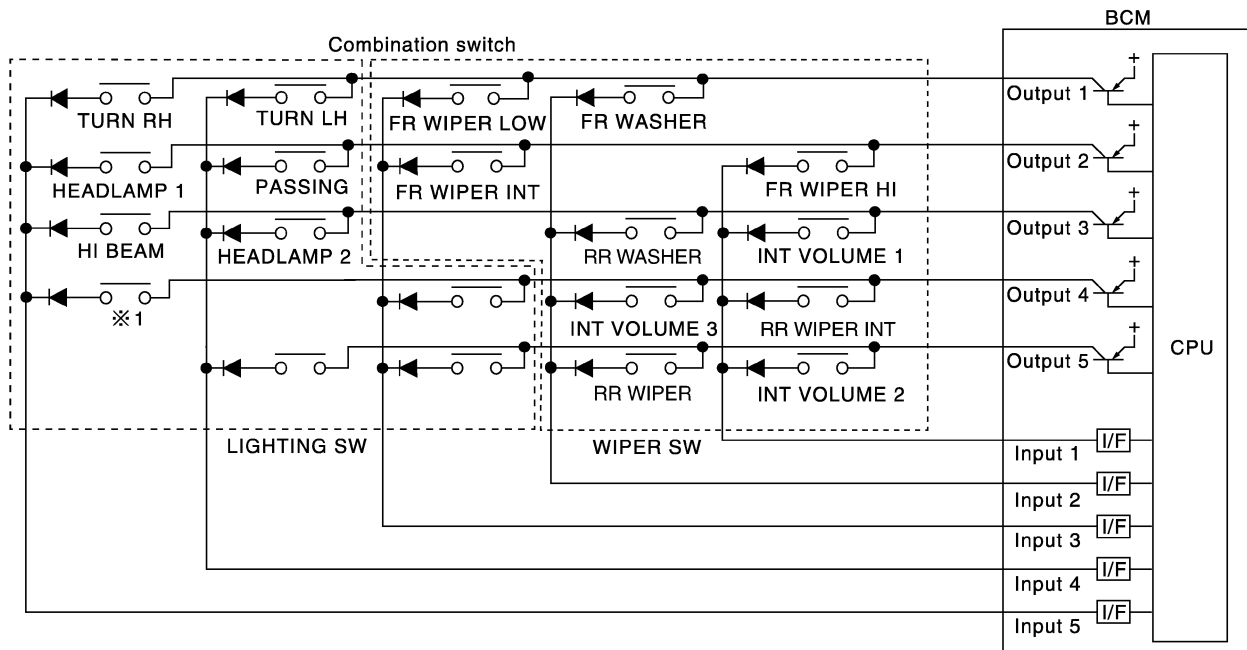 BCM
Combination switch
TURN RH
TURN LH
FR WIPER LOW
FR WASHER
Output 1
+
HEADLAMP 1
PASSING
FR WIPER INT
FR WIPER HI
Output 2
+
HI BEAM
HEADLAMP 2
RR WASHER
INT VOLUME 1
Output 3
+
※1
INT VOLUME 3
RR WIPER INT
Output 4
+
RR WIPER
INT VOLUME 2
Output 5
+
CPU
LIGHTING SW
WIPER SW
Input 1
I/F
Input 2
I/F
Input 3
I/F
Input 4
I/F
Input 5
I/F